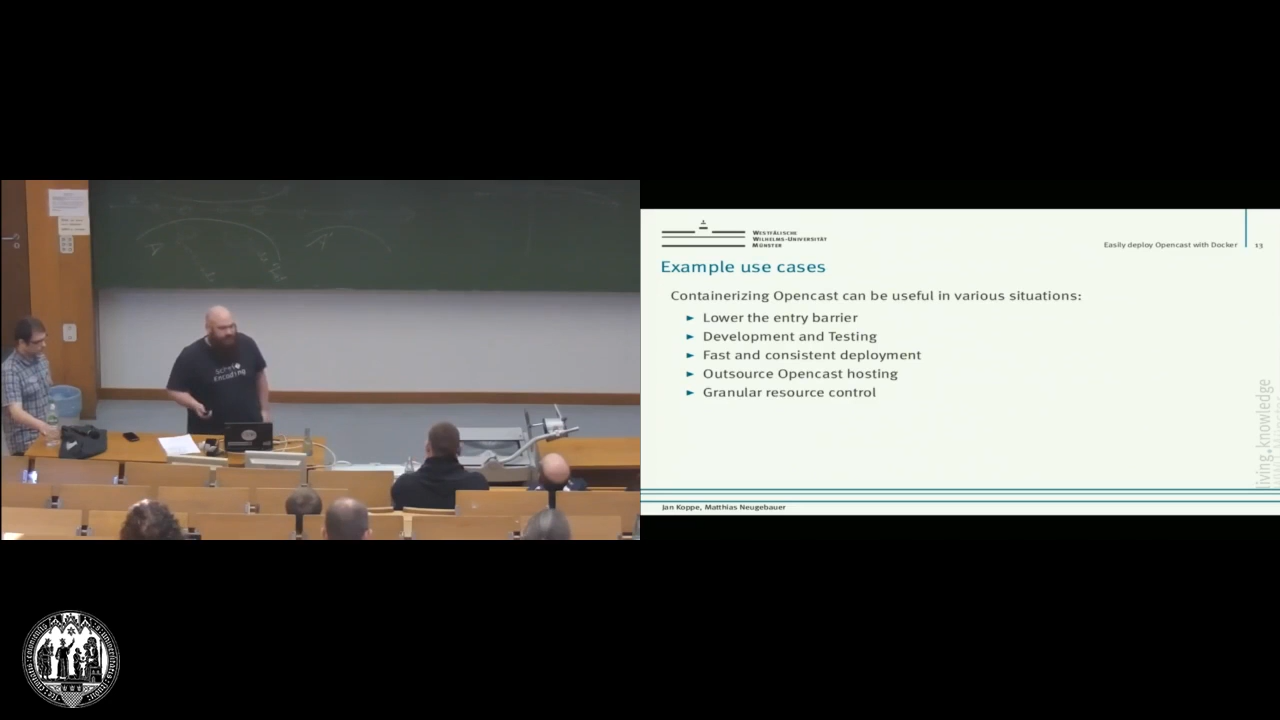 Westfälische
Wilhelms-Universität
Münster
Easily deploy Opencast with Docker
13
Example use cases
Containerizing Opencast can be useful in various situations:
► Lower the entry barrier
► Development and Testing
► Fast and consistent deployment
► Outsource Opencast hosting
► Granular resource control
living.knowledge
Jan Koppe, Matthias Neugebauer
Encoding
A
A'